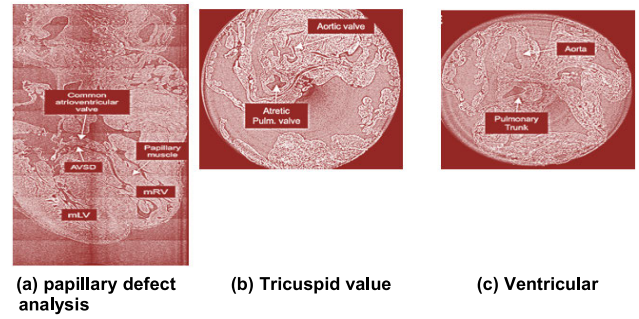 Common
atrioventricular
valve
Papillary
muscle
AVSD
mRV
mLV
Aortic valve
Atretic
Pulm. valve
E
Aorta
Pulmonary
Trunk
(a) papillary defect
analysis
(b) Tricuspid value
(c) Ventricular